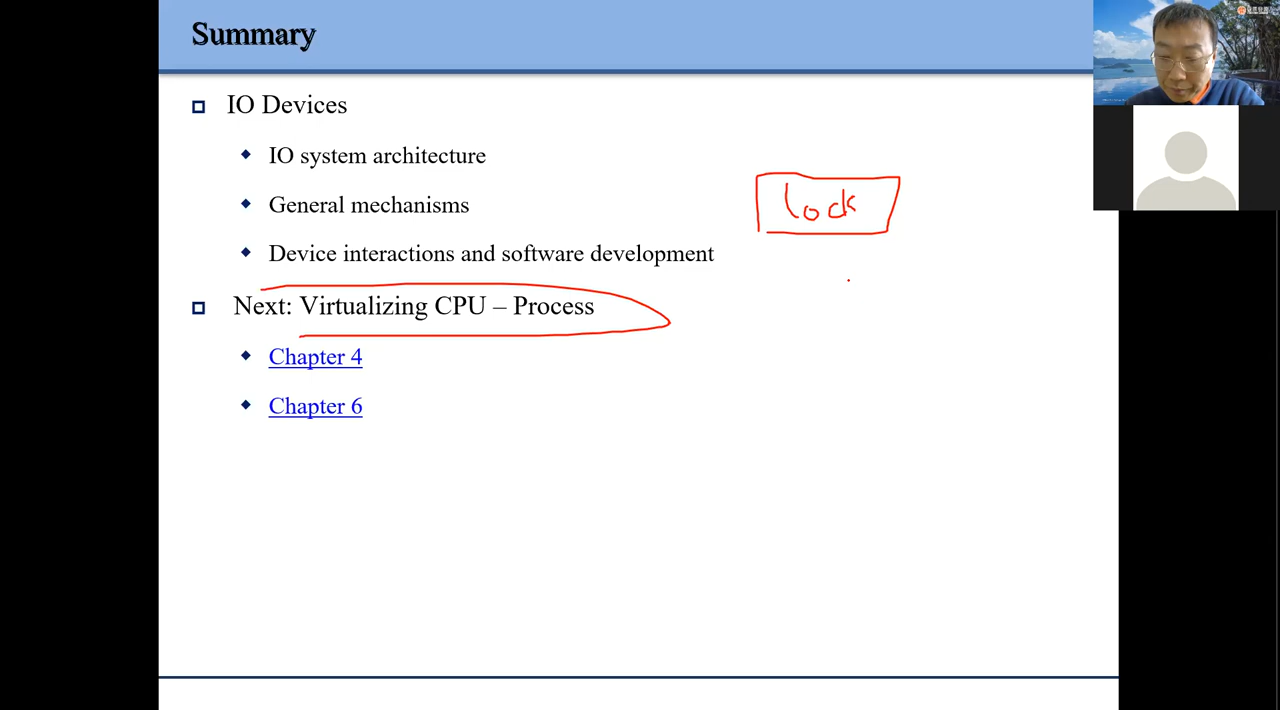 Summary
IO Devices
IO system architecture
General mechanisms
lock
Device interactions and software development
Next: Virtualizing CPU – Process
Chapter 4
Chapter 6